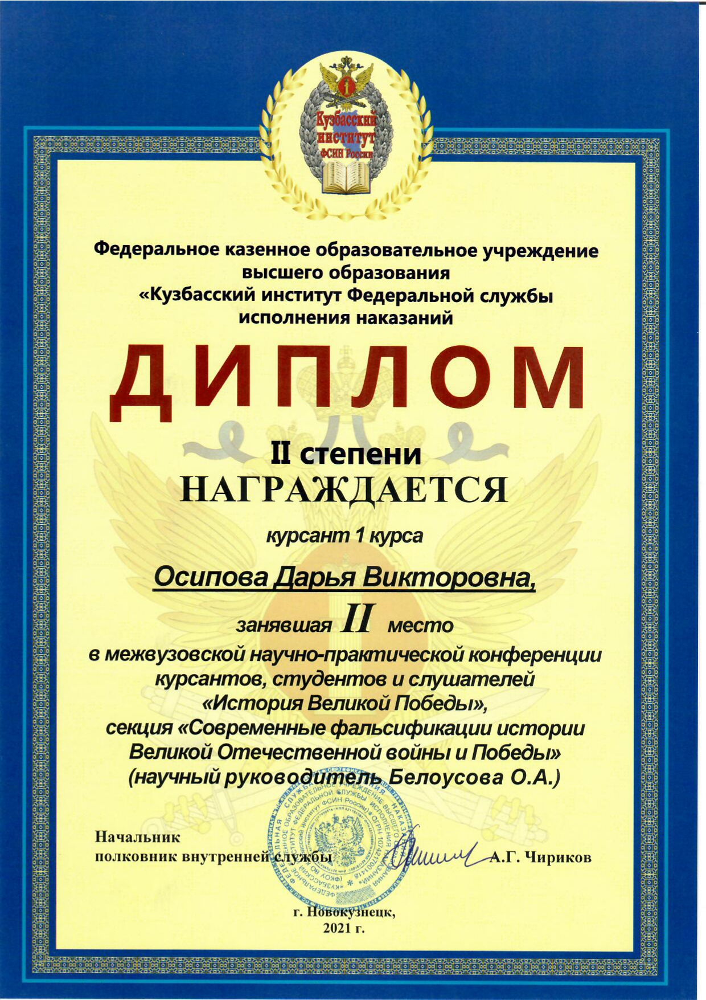 Кузбасский
институт
ФСИН России
Федеральное казенное образовательное учреждение
высшего образования
«Кузбасский институт Федеральной службы
исполнения наказаний
ДИПЛОМ
II степени
НАГРАЖДАЕТСЯ
курсант 1 курса
Осипова Дарья Викторовна,
занявшая II место
в межвузовской научно-практической конференции
курсантов, студентов и слушателей
«История Великой Победы»,
секция «Современные фальсификации истории
Великой Отечественной войны и Победы»
(научный руководитель Белоусова О.А.)
Начальник
полковник внутренней службы А.Г. Чириков
г. Новокузнецк,
2021 г.